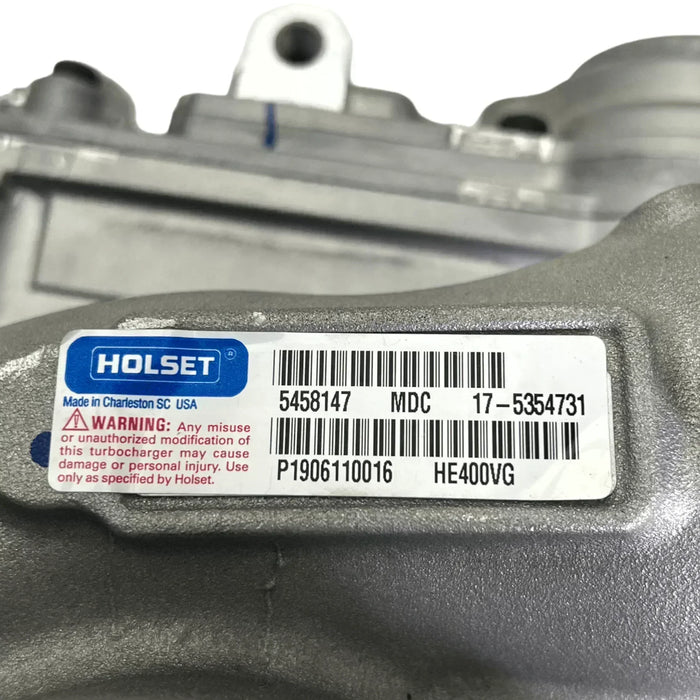 HOLSET ®
Made in Charleston SC USA
WARNING: Any misuse
or unauthorized modification of
this turbocharger may cause
damage or personal injury. Use
only as specified by Holset.
5458147 MDC 17-5354731
P1906110016 HE400VG